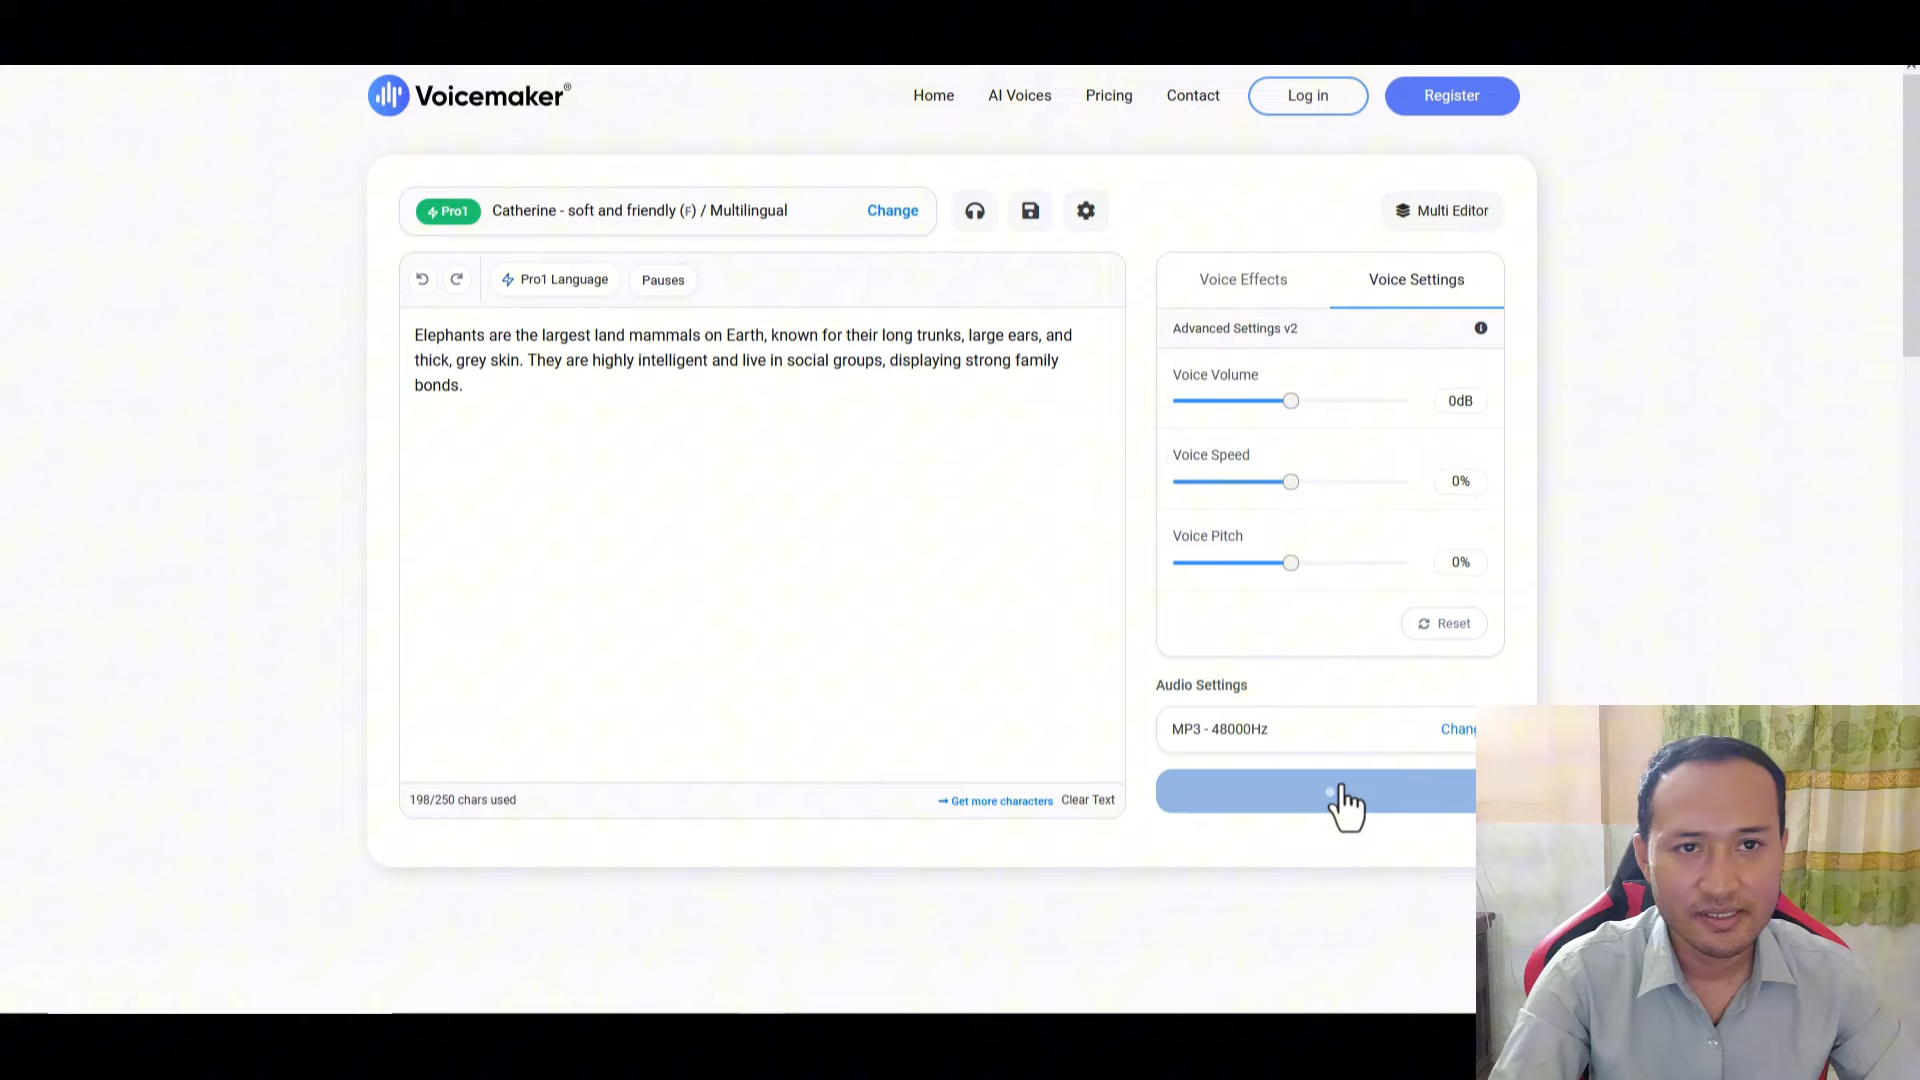 Voicemaker®
Home AI Voices Pricing Contact Log in Register
Pro1 Catherine - soft and friendly (F) / Multilingual Change Multi Editor
Pro1 Language Pauses
Elephants are the largest land mammals on Earth, known for their long trunks, large ears, and
thick, grey skin. They are highly intelligent and live in social groups, displaying strong family
bonds.
198/250 chars used Get more characters Clear Text
Voice Effects Voice Settings
Advanced Settings v2
Voice Volume
0dB
Voice Speed
0%
Voice Pitch
0%
Reset
Audio Settings
MP3 - 48000Hz Chang